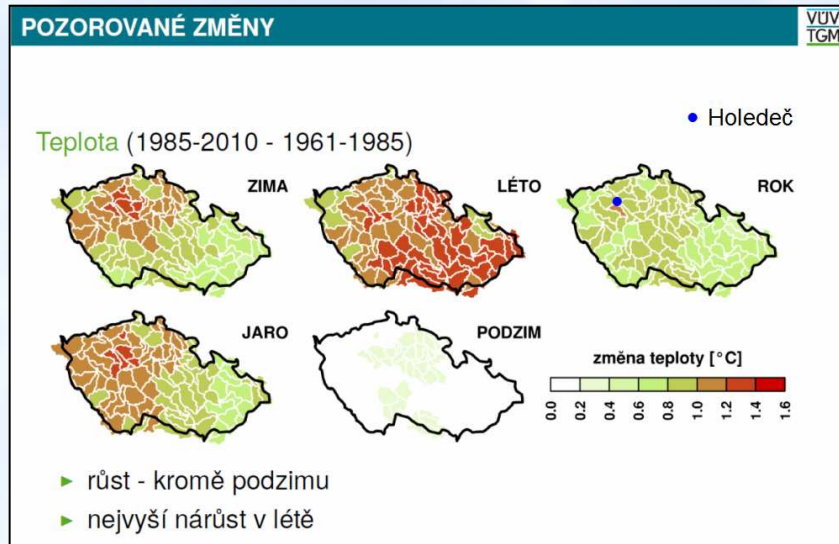 POZOROVANÉ ZMĚNY
VÚV
TGM
Holedeč
Teplota (1985-2010 - 1961-1985)
ZIMA
LÉTO
ROK
JARO
PODZIM
změna teploty [°C]
0.0 0.2 0.4 0.6 0.8 1.0 1.2 1.4 1.6
růst - kromě podzimu
nejvyší nárůst v létě